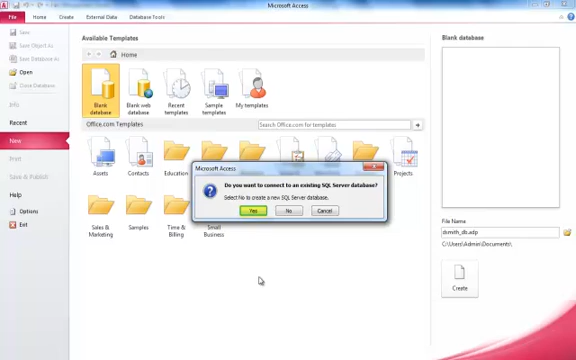 Microsoft Access
File Home Create External Data Database Tools
Save
Save Object As
Save Database As
Open
Close Database
Info
Recent
New
Print
Save & Publish
Help
Options
Exit
Available Templates
Home
Blank database
Blank web database
Recent templates
Sample templates
My templates
Office.com Templates
Search Office.com for templates
Assets
Contacts
Education
Projects
Sales & Marketing
Samples
Time & Billing
Small Business
Microsoft Access
Do you want to connect to an existing SQL Server database?
Select No to create a new SQL Server database.
Yes No Cancel
Blank database
File Name
dsmith_db.adp
C:\Users\Admin\Documents\
Create